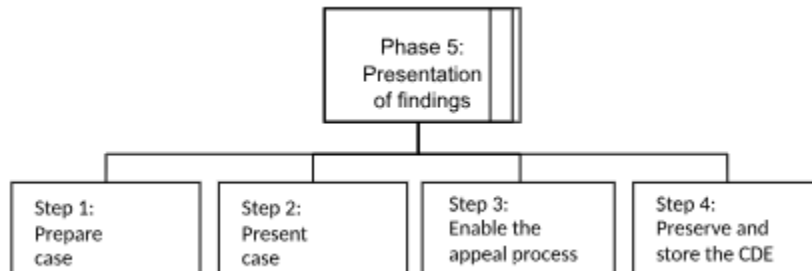 Phase 5:
Presentation
of findings
Step 1:
Prepare
case
Step 2:
Present
case
Step 3:
Enable the
appeal process
Step 4:
Preserve and
store the CDE